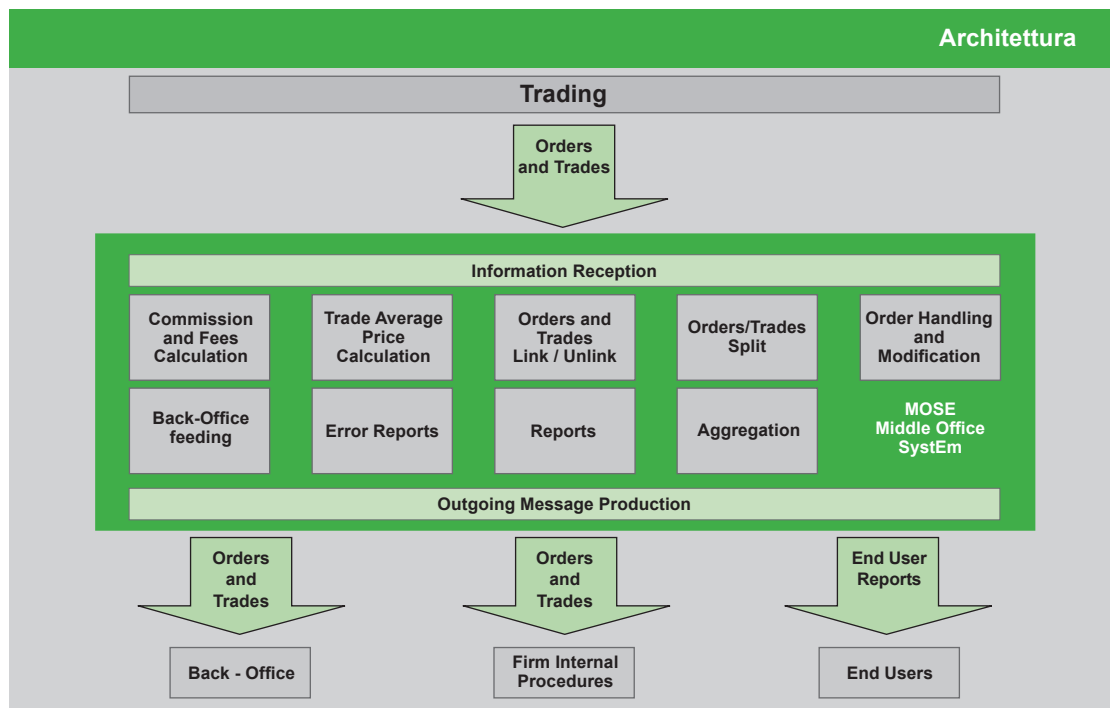 Architettura
Trading
Orders
and Trades
Information Reception
Commission
and Fees
Calculation
Trade Average
Price
Calculation
Orders and
Trades
Link / Unlink
Orders/Trades
Split
Order Handling
and
Modification
Back-Office
feeding
Error Reports
Reports
Aggregation
MOSE
Middle Office
SystEm
Outgoing Message Production
Orders
and
Trades
Orders
and
Trades
End User
Reports
Back - Office
Firm Internal
Procedures
End Users